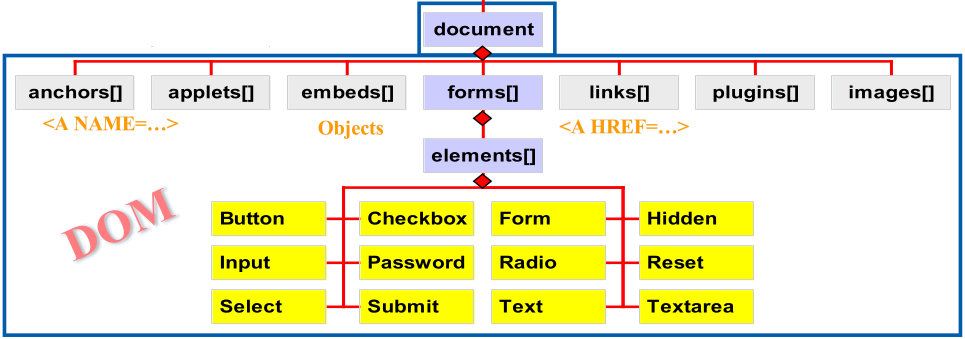 document
anchors[] applets[] embeds[] forms[] links[] plugins[] images[]
<A NAME=...> Objects <A HREF=...>
elements[]
DOM
Button Checkbox Form Hidden
Input Password Radio Reset
Select Submit Text Textarea